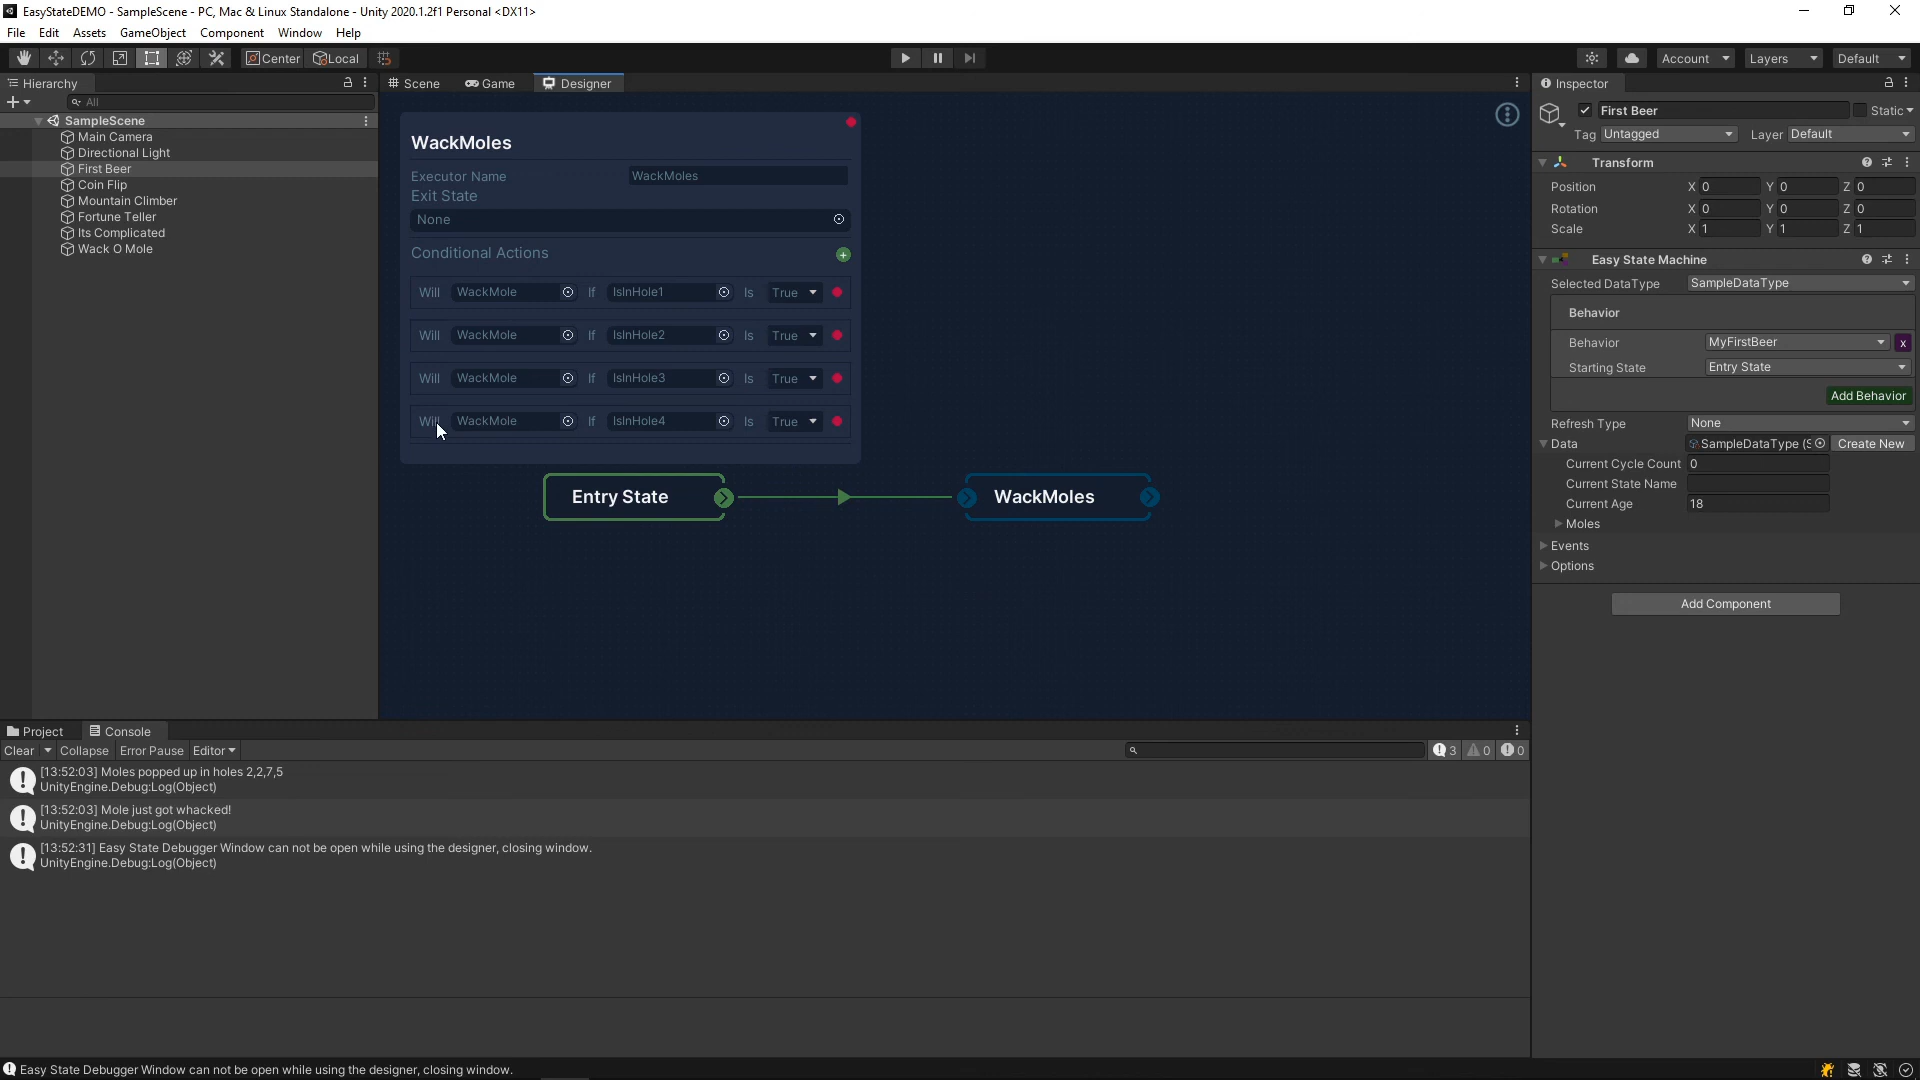 EasyStateDEMO - SampleScene - PC, Mac & Linux Standalone - Unity 2020.1.2f1 Personal <DX11>
File Edit Assets GameObject Component Window Help
Center Local Account Layers Default
Hierarchy
All
SampleScene
Main Camera
Directional Light
First Beer
Coin Flip
Mountain Climber
Fortune Teller
Its Complicated
Wack O Mole
Scene Game Designer
WackMoles
Executor Name WackMoles
Exit State
None
Conditional Actions
Will WackMole If IsInHole1 Is True
Will WackMole If IsInHole2 Is True
Will WackMole If IsInHole3 Is True
Will WackMole If IsInHole4 Is True
Entry State WackMoles
Inspector
First Beer Static
Tag Untagged Layer Default
Transform
Position X 0 Y 0 Z 0
Rotation X 0 Y 0 Z 0
Scale X 1 Y 1 Z 1
Easy State Machine
Selected DataType SampleDataType
Behavior
Behavior MyFirstBeer x
Starting State Entry State
Add Behavior
Refresh Type None
Data SampleDataType (S Create New
Current Cycle Count 0
Current State Name
Current Age 18
Moles
Events
Options
Add Component
Project Console
Clear Collapse Error Pause Editor 3 0 0
[13:52:03] Moles popped up in holes 2,2,7,5
UnityEngine.Debug:Log(Object)
[13:52:03] Mole just got whacked!
UnityEngine.Debug:Log(Object)
[13:52:31] Easy State Debugger Window can not be open while using the designer, closing window.
UnityEngine.Debug:Log(Object)
Easy State Debugger Window can not be open while using the designer, closing window.